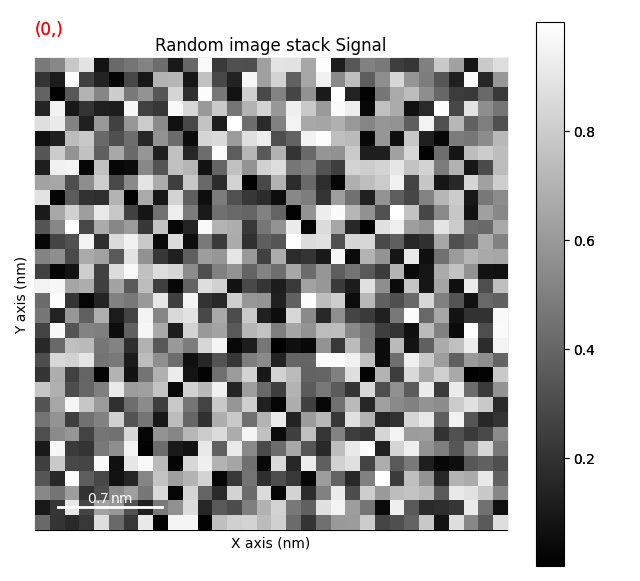 (0,)
Random image stack Signal
0.8
0.6
0.4
0.2
Y axis (nm)
0.7 nm
X axis (nm)